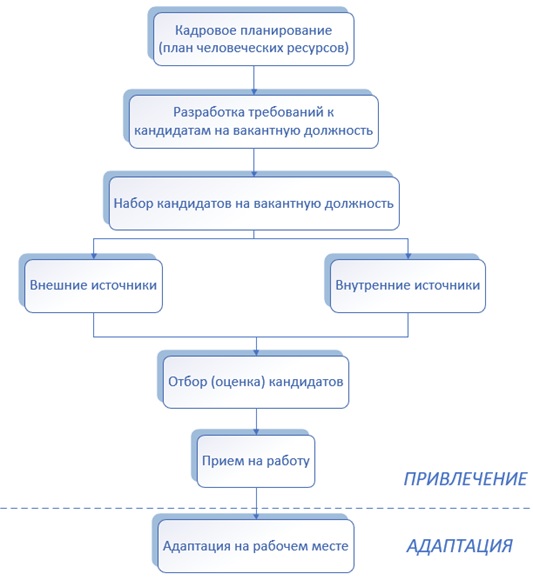 Кадровое планирование
(план человеческих ресурсов)
Разработка требований к
кандидатам на вакантную должность
Набор кандидатов на вакантную должность
Внешние источники
Внутренние источники
Отбор (оценка) кандидатов
Прием на работу
ПРИВЛЕЧЕНИЕ
Адаптация на рабочем месте
АДАПТАЦИЯ